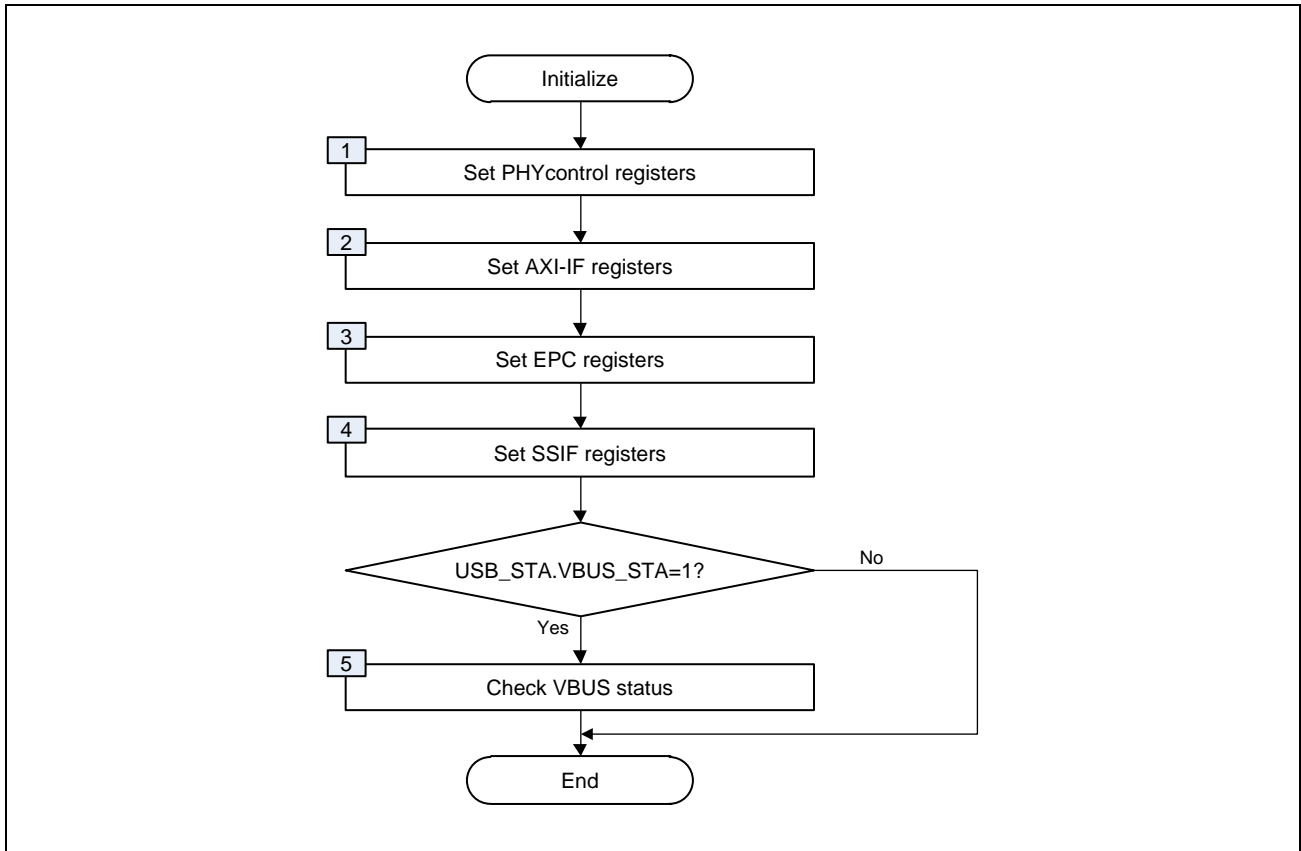 Initialize
1
Set PHYcontrol registers
2
Set AXI-IF registers
3
Set EPC registers
4
Set SSIF registers
USB_STA.VBUS_STA=1?
No
Yes
5
Check VBUS status
End